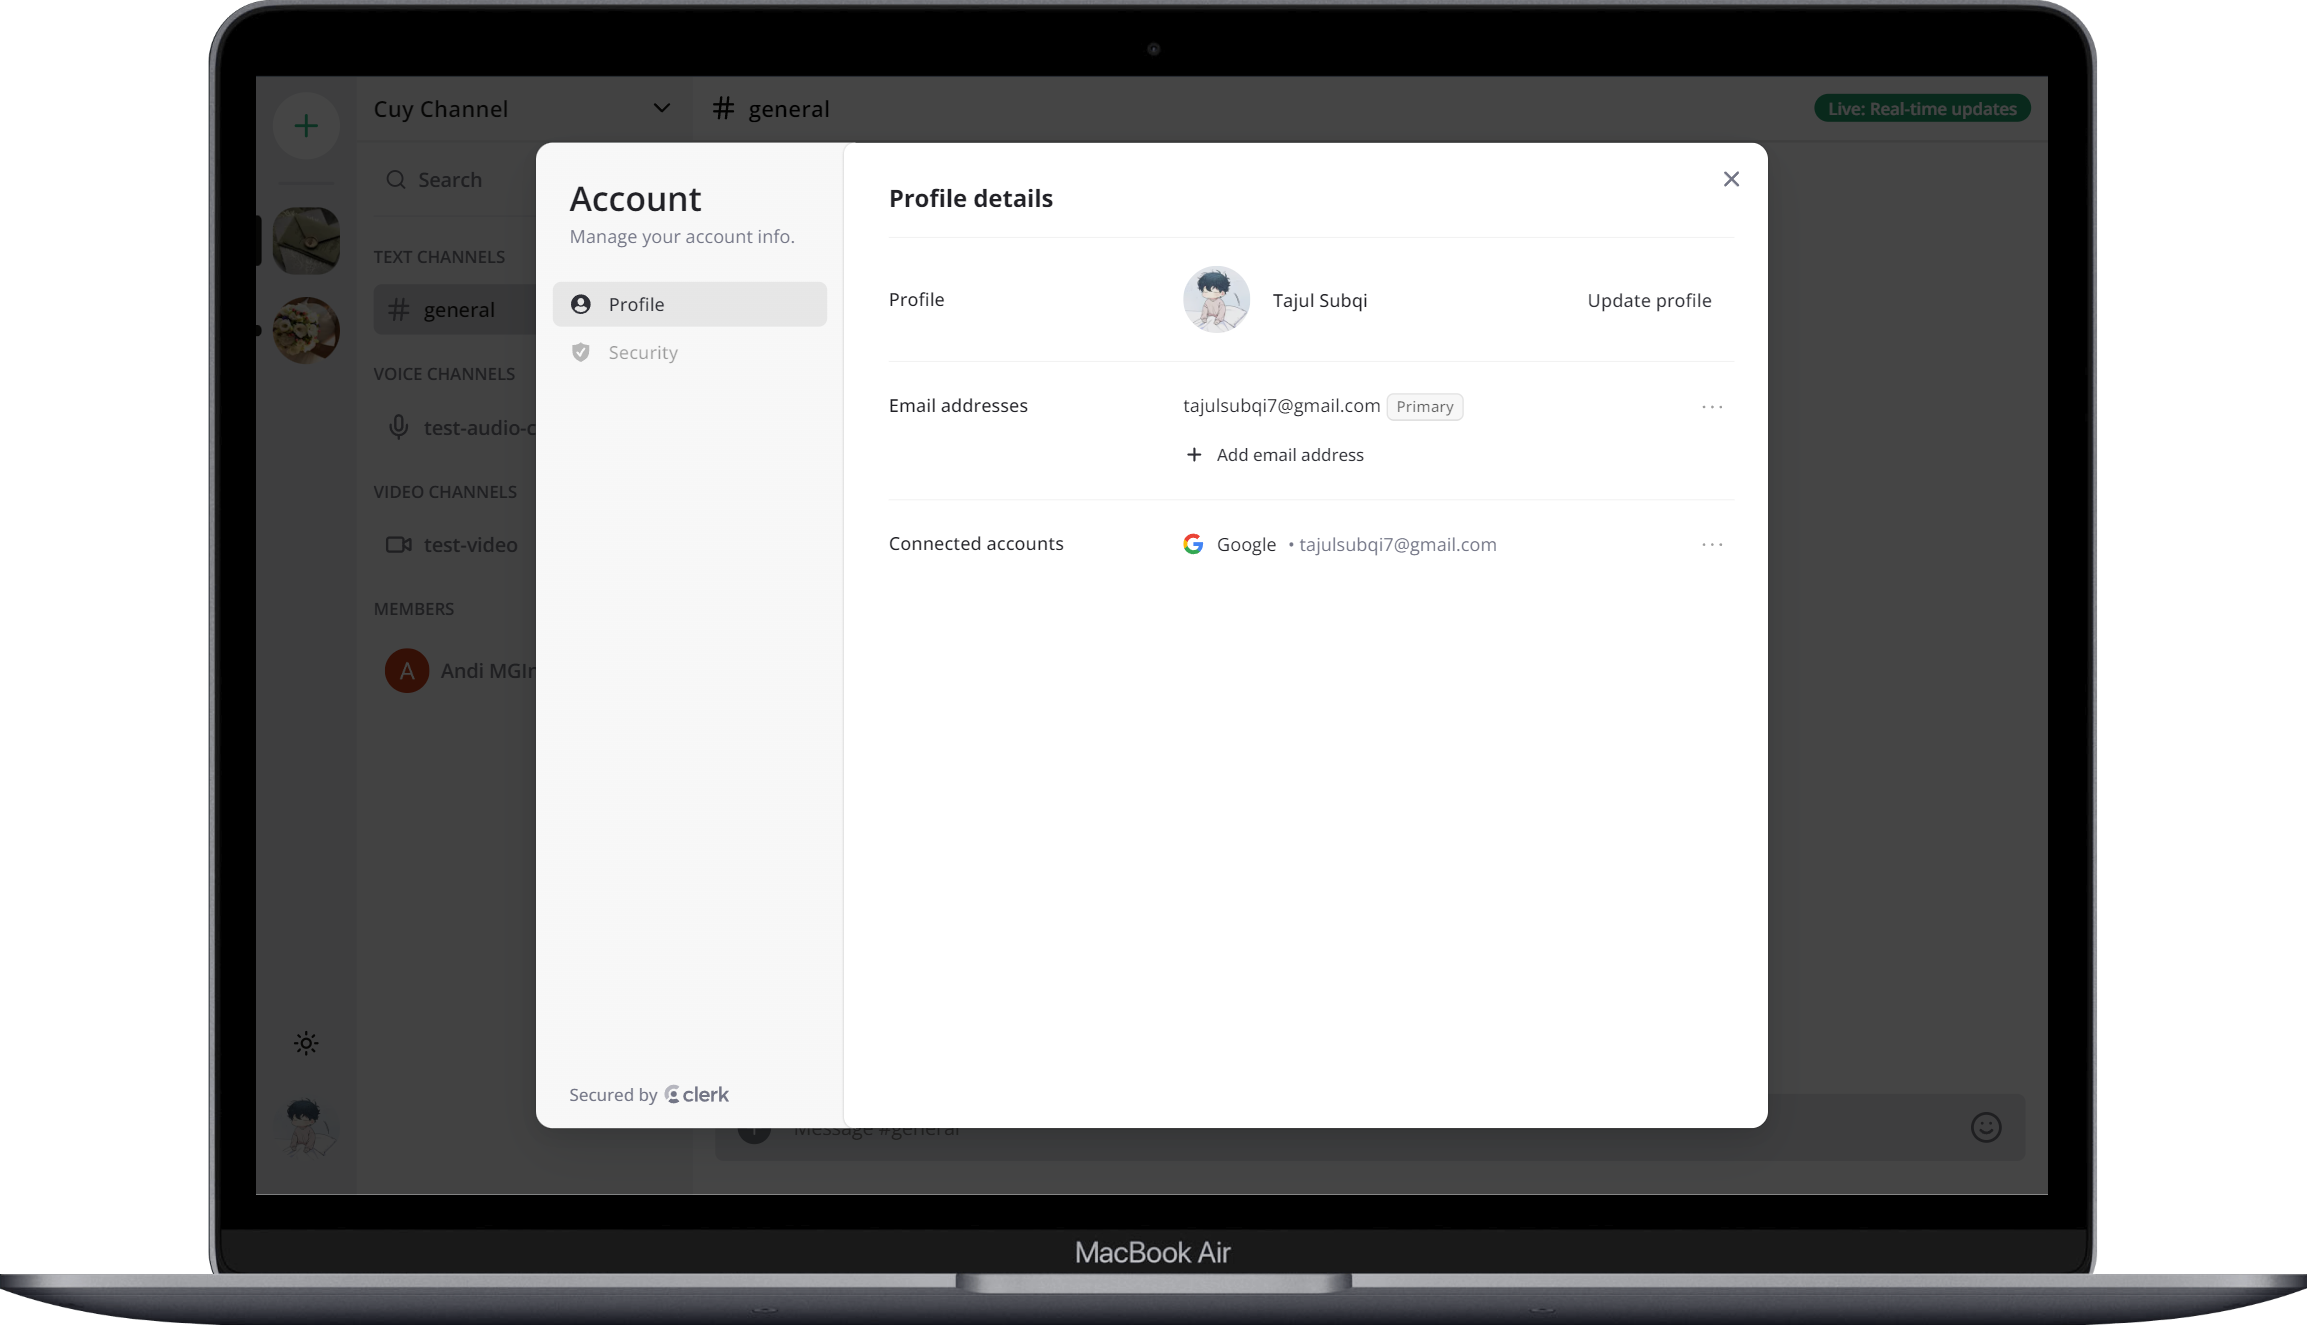 Cuy Channel
# general
Live: Real-time updates
Search
TEXT CHANNELS
# general
VOICE CHANNELS
test-audio-c
VIDEO CHANNELS
test-video
MEMBERS
A Andi MGIn
Account
Manage your account info.
Profile
Security
Secured by clerk
Profile details
Profile
Tajul Subqi
Update profile
Email addresses
tajulsubqi7@gmail.com Primary
+ Add email address
Connected accounts
Google • tajulsubqi7@gmail.com
Message #general
MacBook Air